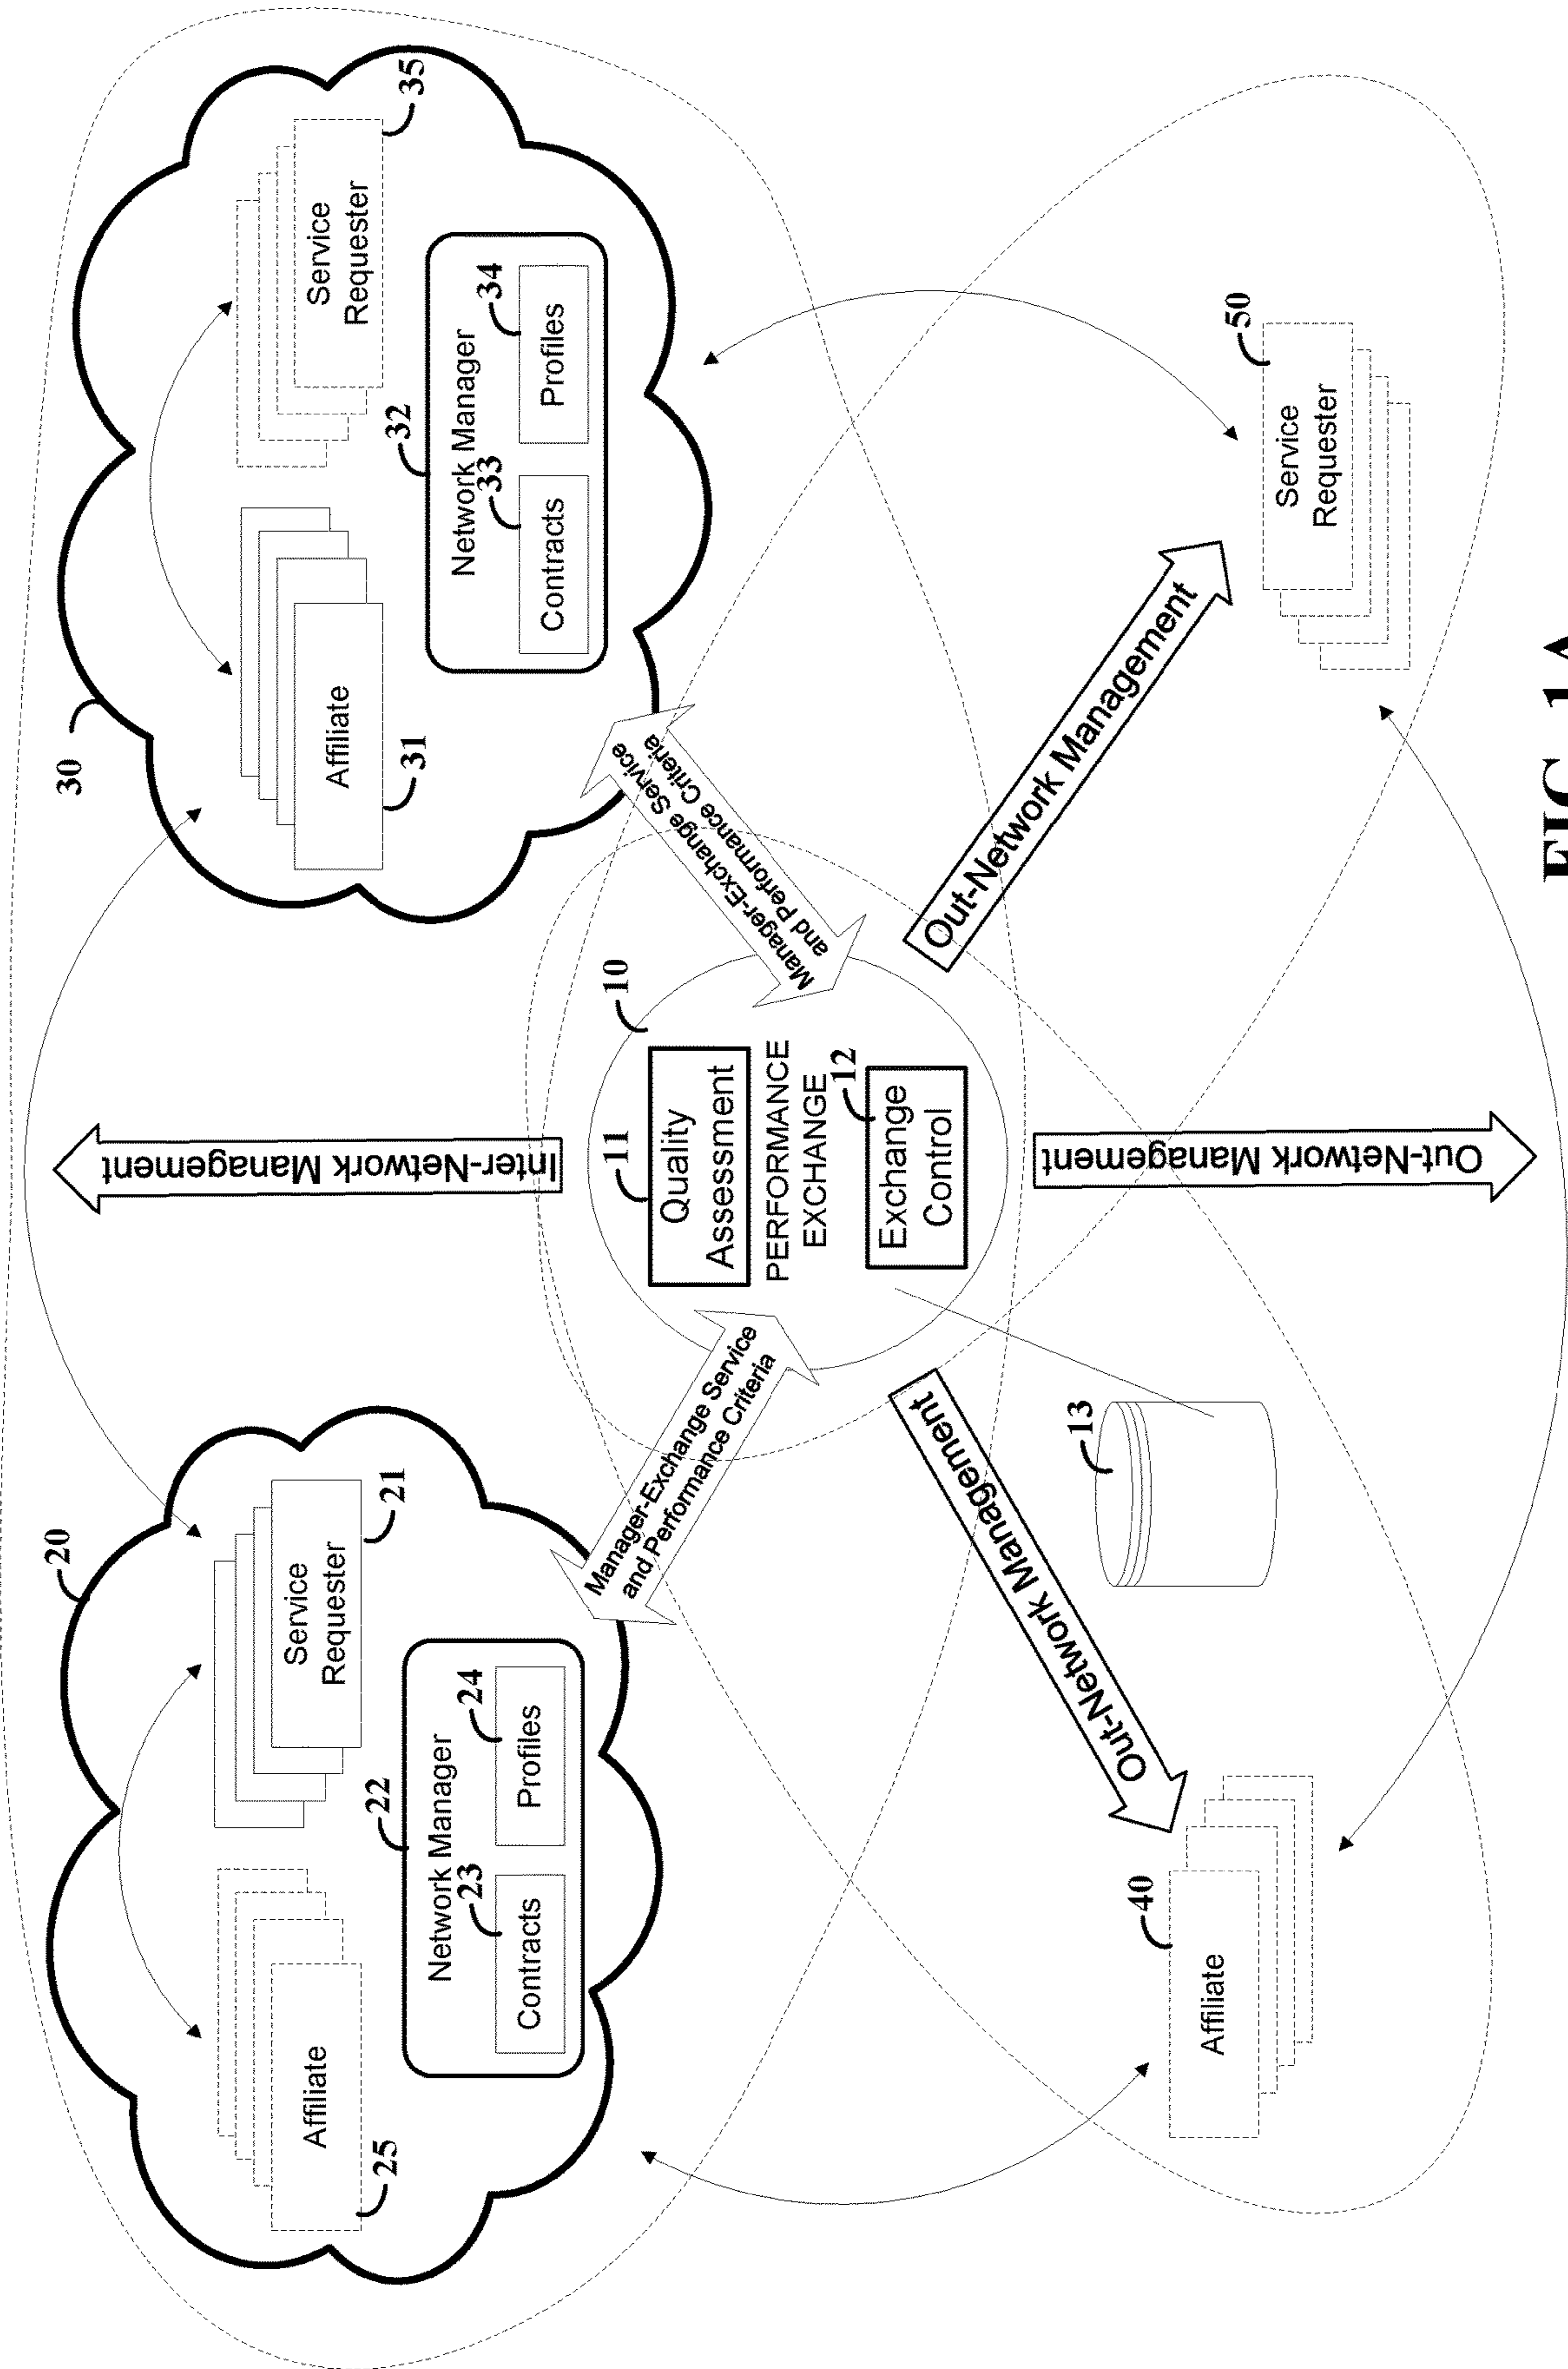 20
Affiliate
25
Service
Requester
21
22
Network Manager
23
Contracts
24
Profiles
30
Affiliate
31
Service
Requester
35
32
Network Manager
33
Contracts
34
Profiles
Inter-Network Management
Manager-Exchange Service
and Performance Criteria
Manager-Exchange Service
and Performance Criteria
10
11
Quality
Assessment
PERFORMANCE
EXCHANGE
12
Exchange
Control
Out-Network Management
Out-Network Management
Out-Network Management
13
40
Affiliate
50
Service
Requester
FIG. 1A